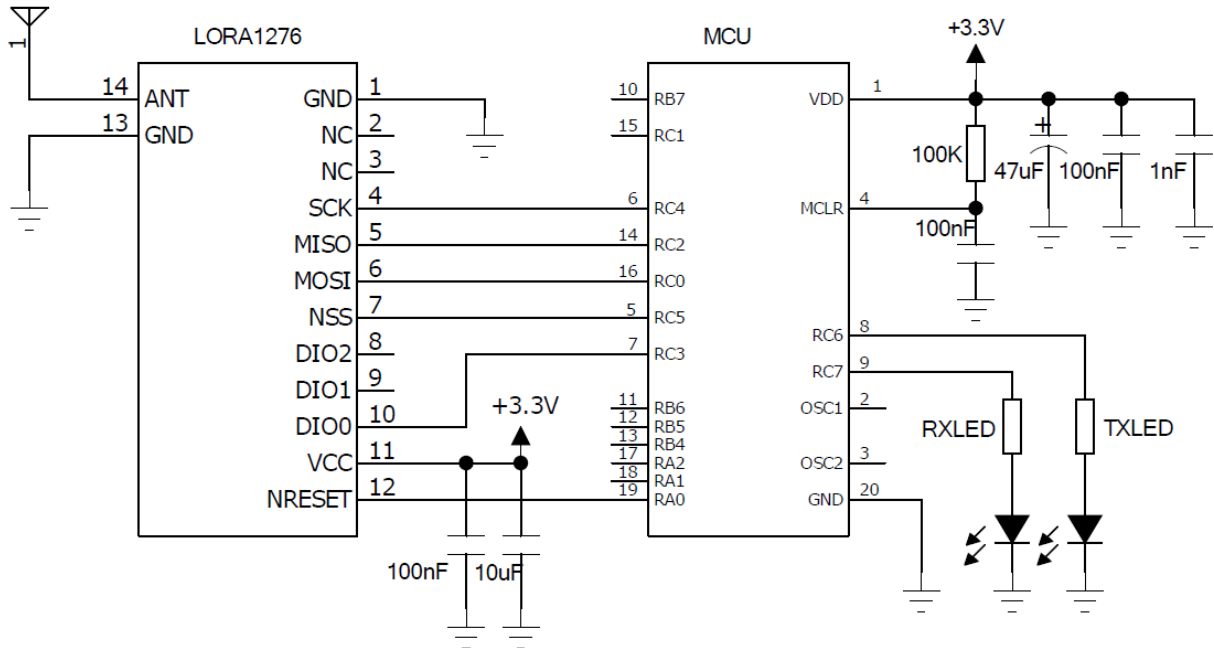 LORA1276
MCU
+3.3V
1
14
ANT
GND
1
10
RB7
VDD
1
13
GND
NC
2
15
RC1
NC
3
100K
+
47uF
100nF
1nF
SCK
4
6
RC4
MCLR
4
100nF
MISO
5
14
RC2
MOSI
6
16
RC0
NSS
7
5
RC5
RC6
8
DIO2
8
7
RC3
RC7
9
DIO1
9
+3.3V
11
RB6
OSC1
2
DIO0
10
12
RB5
RXLED
TXLED
13
RB4
VCC
11
17
RA2
OSC2
3
18
RA1
NRESET
12
19
RA0
GND
20
100nF
10uF